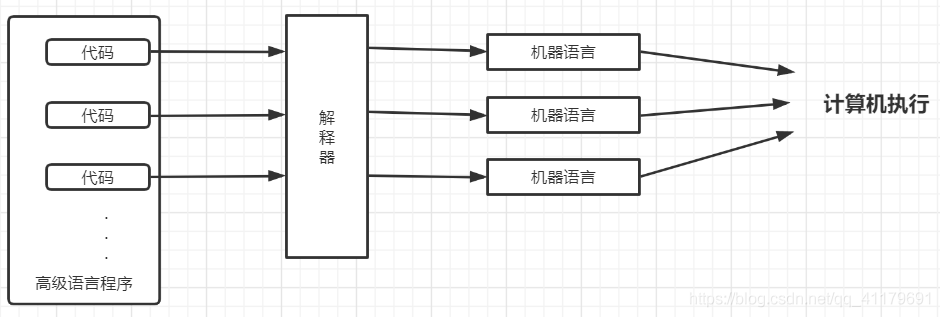 代码
机器语言
代码
机器语言
计算机执行
解释器
代码
机器语言
高级语言程序
https://blog.csdn.net/qq_41179691